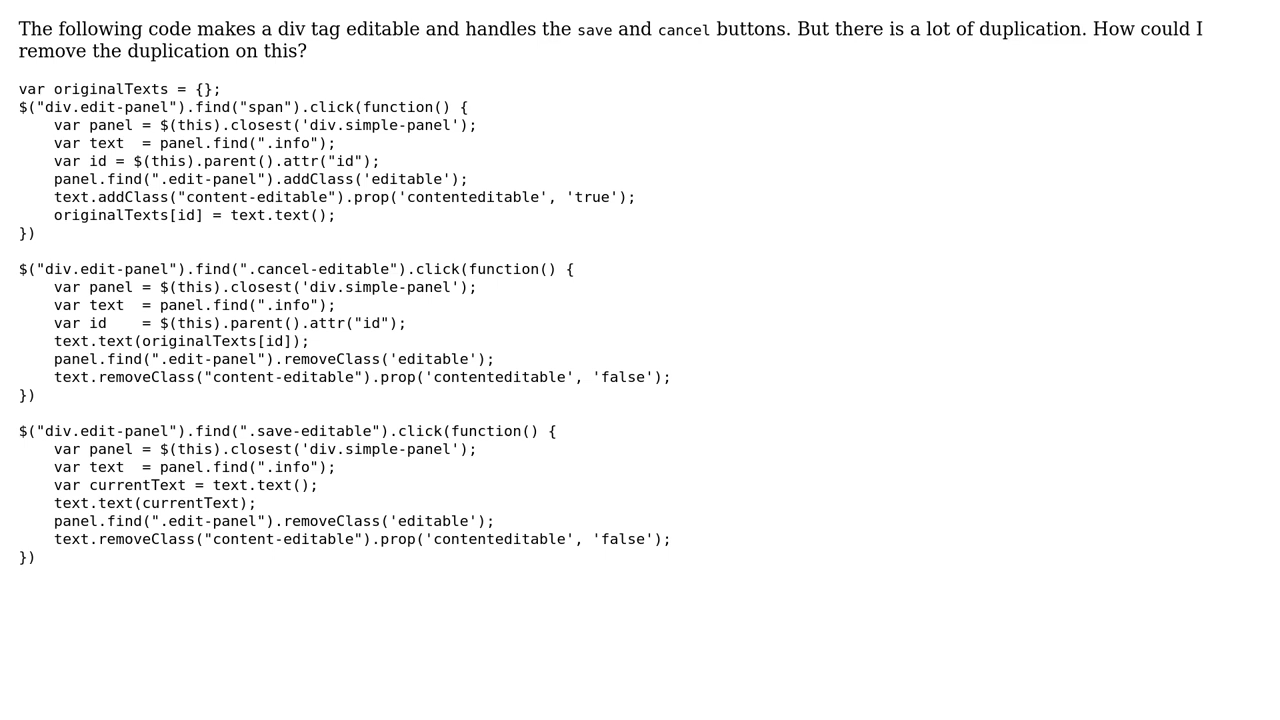 The following code makes a div tag editable and handles the save and cancel buttons. But there is a lot of duplication. How could I
remove the duplication on this?
var originalTexts = {};
$("div.edit-panel").find("span").click(function() {
    var panel = $(this).closest('div.simple-panel');
    var text  = panel.find(".info");
    var id = $(this).parent().attr("id");
    panel.find(".edit-panel").addClass('editable');
    text.addClass("content-editable").prop('contenteditable', 'true');
    originalTexts[id] = text.text();
})
$("div.edit-panel").find(".cancel-editable").click(function() {
    var panel = $(this).closest('div.simple-panel');
    var text  = panel.find(".info");
    var id    = $(this).parent().attr("id");
    text.text(originalTexts[id]);
    panel.find(".edit-panel").removeClass('editable');
    text.removeClass("content-editable").prop('contenteditable', 'false');
})
$("div.edit-panel").find(".save-editable").click(function() {
    var panel = $(this).closest('div.simple-panel');
    var text  = panel.find(".info");
    var currentText = text.text();
    text.text(currentText);
    panel.find(".edit-panel").removeClass('editable');
    text.removeClass("content-editable").prop('contenteditable', 'false');
})